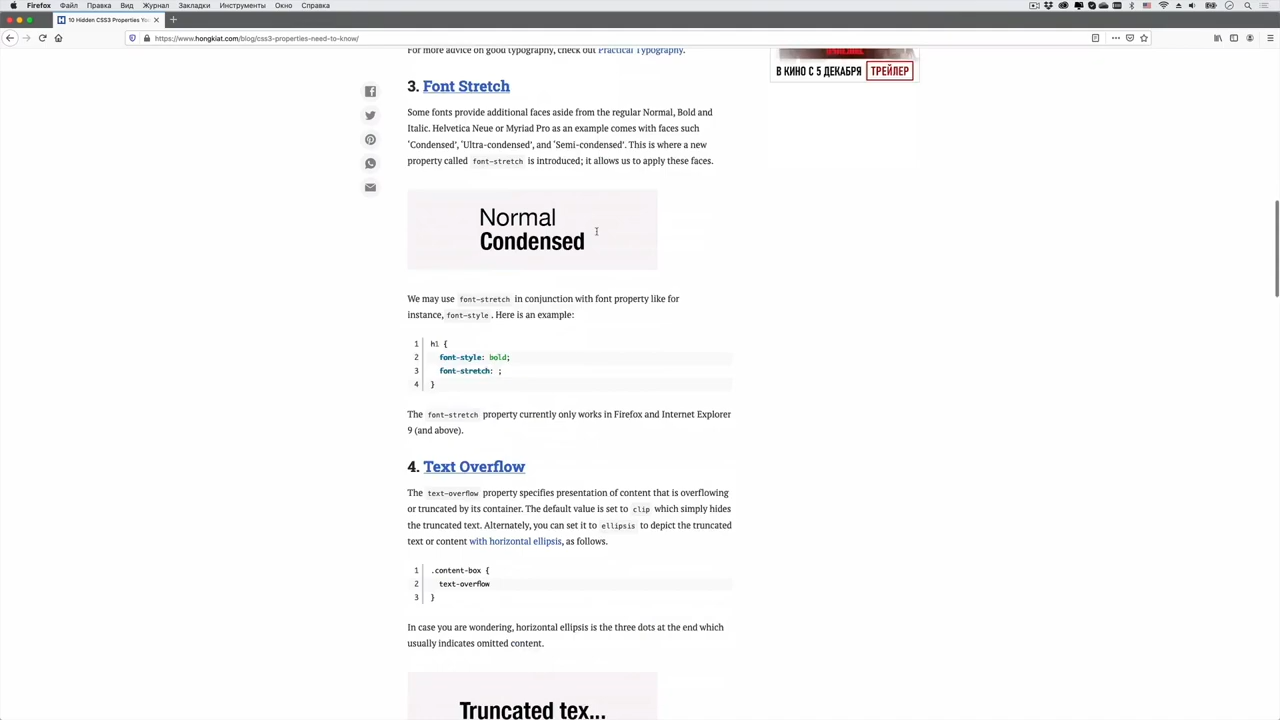 Firefox Файл Правка Вид Журнал Закладки Инструменты Окно Справка
10 Hidden CSS3 Properties You
https://www.hongkiat.com/blog/css3-properties-need-to-know/
For more advice on good typography, check out Practical Typography.
В КИНО С 5 ДЕКАБРЯ ТРЕЙЛЕР
3. Font Stretch
Some fonts provide additional faces aside from the regular Normal, Bold and
Italic. Helvetica Neue or Myriad Pro as an example comes with faces such
‘Condensed’, ‘Ultra-condensed’, and ‘Semi-condensed’. This is where a new
property called font-stretch is introduced; it allows us to apply these faces.
Normal
Condensed
We may use font-stretch in conjunction with font property like for
instance, font-style. Here is an example:
1 h1 {
2 font-style: bold;
3 font-stretch: ;
4 }
The font-stretch property currently only works in Firefox and Internet Explorer
9 (and above).
4. Text Overflow
The text-overflow property specifies presentation of content that is overflowing
or truncated by its container. The default value is set to clip which simply hides
the truncated text. Alternately, you can set it to ellipsis to depict the truncated
text or content with horizontal ellipsis, as follows.
1 .content-box {
2 text-overflow
3 }
In case you are wondering, horizontal ellipsis is the three dots at the end which
usually indicates omitted content.
Truncated tex...